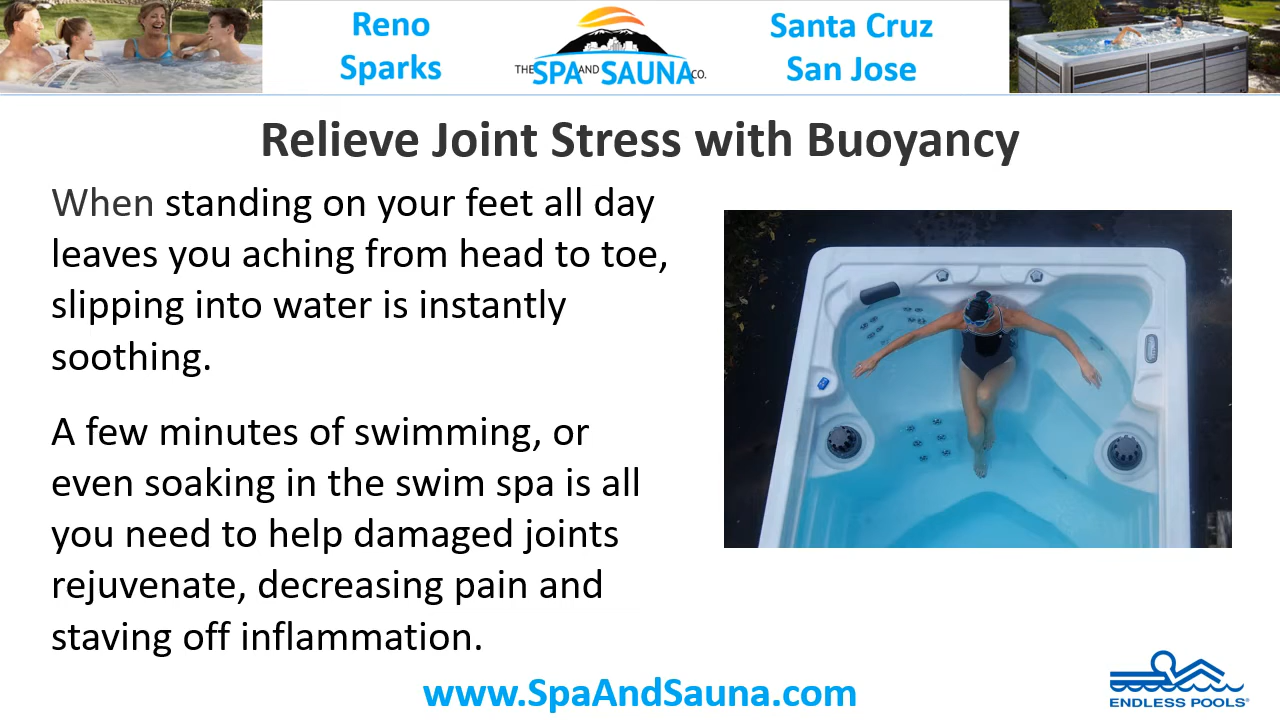 Reno
Sparks
THE SPA AND SAUNA CO.
Santa Cruz
San Jose
Relieve Joint Stress with Buoyancy
When standing on your feet all day
leaves you aching from head to toe,
slipping into water is instantly
soothing.
A few minutes of swimming, or
even soaking in the swim spa is all
you need to help damaged joints
rejuvenate, decreasing pain and
staving off inflammation.
www.SpaAndSauna.com
ENDLESS POOLS®